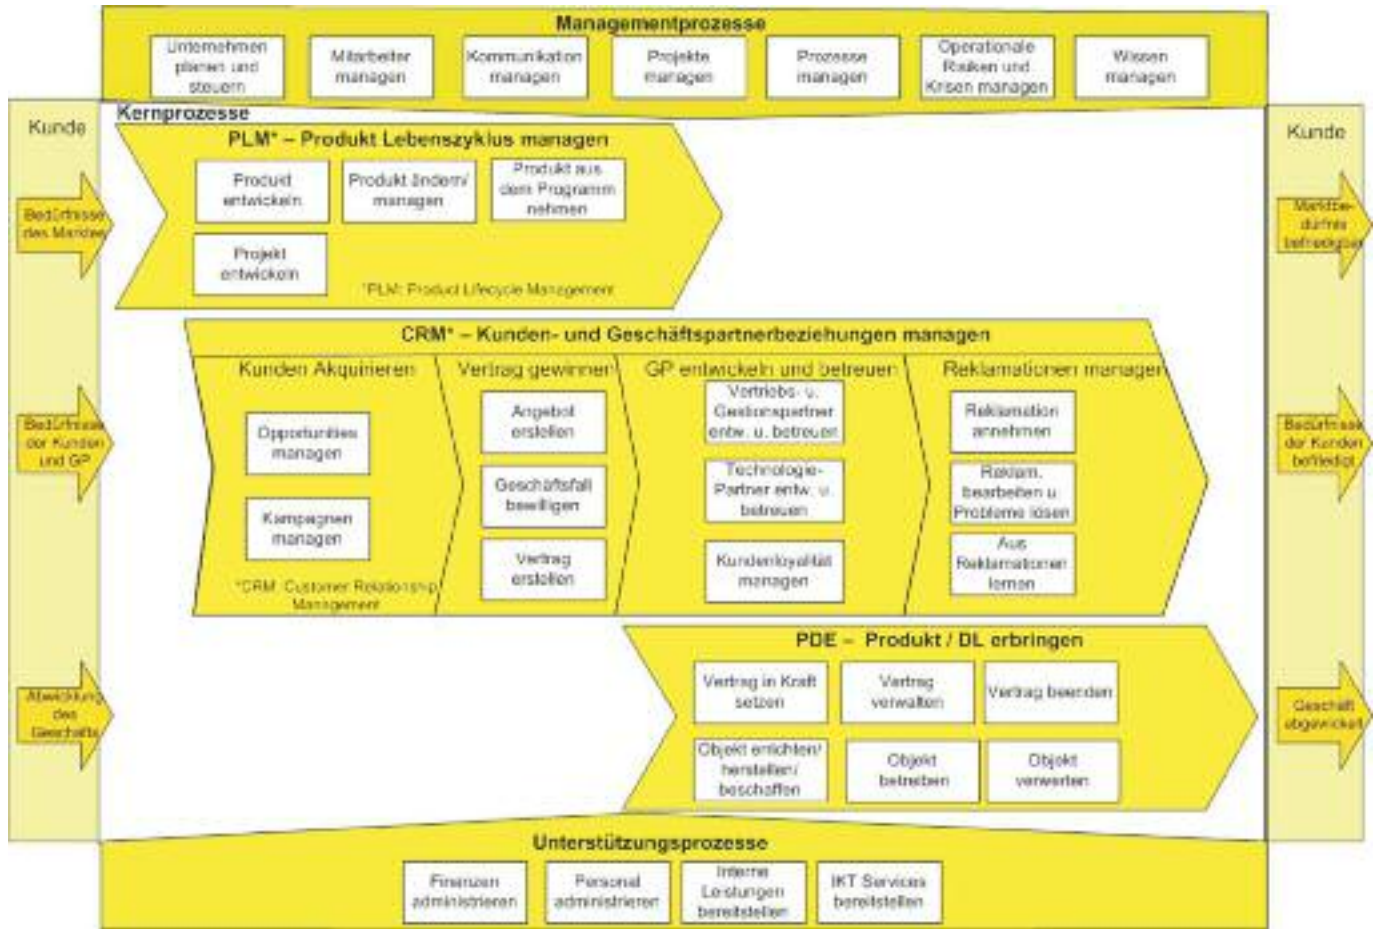 Managementprozesse
Unternehmen
planen und
steuern
Mitarbeiter
managen
Kommunikation
managen
Projekte
managen
Prozesse
managen
Operationale
Risiken und
Krisen managen
Wissen
managen
Kunde
Kernprozesse
Kunde
PLM* – Produkt Lebenszyklus managen
Produkt
entwickeln
Produkt ändern/
managen
Produkt aus
dem Programm
nehmen
Projekt
entwickeln
*PLM: Product Lifecycle Management
Bedürfnisse
des Marktes
Marktbe-
dürfnis
befriedigbar
CRM* – Kunden- und Geschäftspartnerbeziehungen managen
Kunden Akquirieren
Opportunities
managen
Kampagnen
managen
*CRM: Customer Relationship
Management
Vertrag gewinnen
Angebot
erstellen
Geschäftsfall
bewilligen
Vertrag
erstellen
GP entwickeln und betreuen
Vertriebs- u.
Gestionspartner
entw. u. betreuen
Technologie-
Partner entw. u.
betreuen
Kundenloyalität
managen
Reklamationen managen
Reklamation
annehmen
Reklam.
bearbeiten u
Probleme lösen
Aus
Reklamationen
lernen
Bedürfnisse
der Kunden
und GP
Bedürfnisse
der Kunden
befriedigt
PDE – Produkt / DL erbringen
Vertrag in Kraft
setzen
Vertrag
verwalten
Vertrag beenden
Objekt errichten/
herstellen/
beschaffen
Objekt
betreiben
Objekt
verwerten
Abwicklung
des
Geschäfts
Geschäft
abgewickelt
Unterstützungsprozesse
Finanzen
administrieren
Personal
administrieren
Interne
Leistungen
bereitstellen
IKT Services
bereitstellen